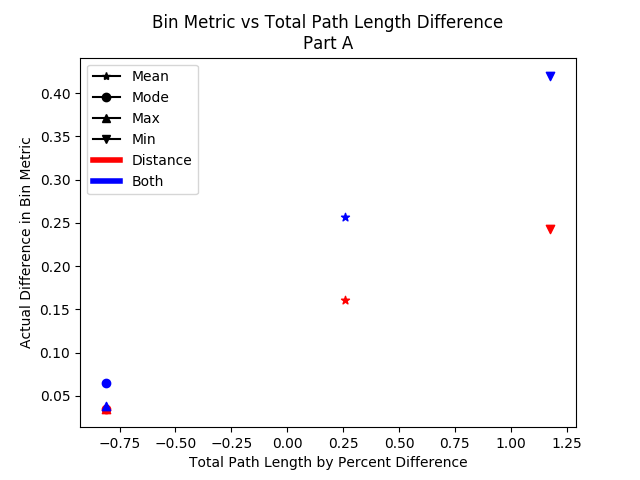 Bin Metric vs Total Path Length Difference
Part A
Mean
Mode
Max
Min
Distance
Both
Actual Difference in Bin Metric
0.40
0.35
0.30
0.25
0.20
0.15
0.10
0.05
−0.75 −0.50 −0.25 0.00 0.25 0.50 0.75 1.00 1.25
Total Path Length by Percent Difference